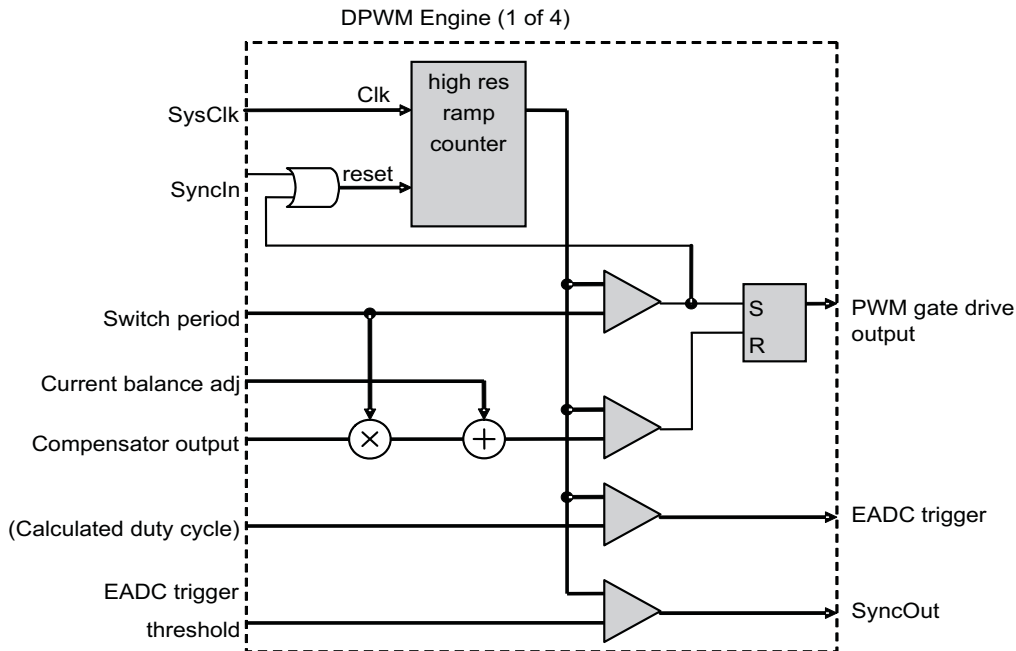 DPWM Engine (1 of 4)
high res
ramp
counter
Clk
SysClk
reset
SyncIn
Switch period
S
R
PWM gate drive
output
Current balance adj
Compensator output
×
+
(Calculated duty cycle)
EADC trigger
EADC trigger
threshold
SyncOut